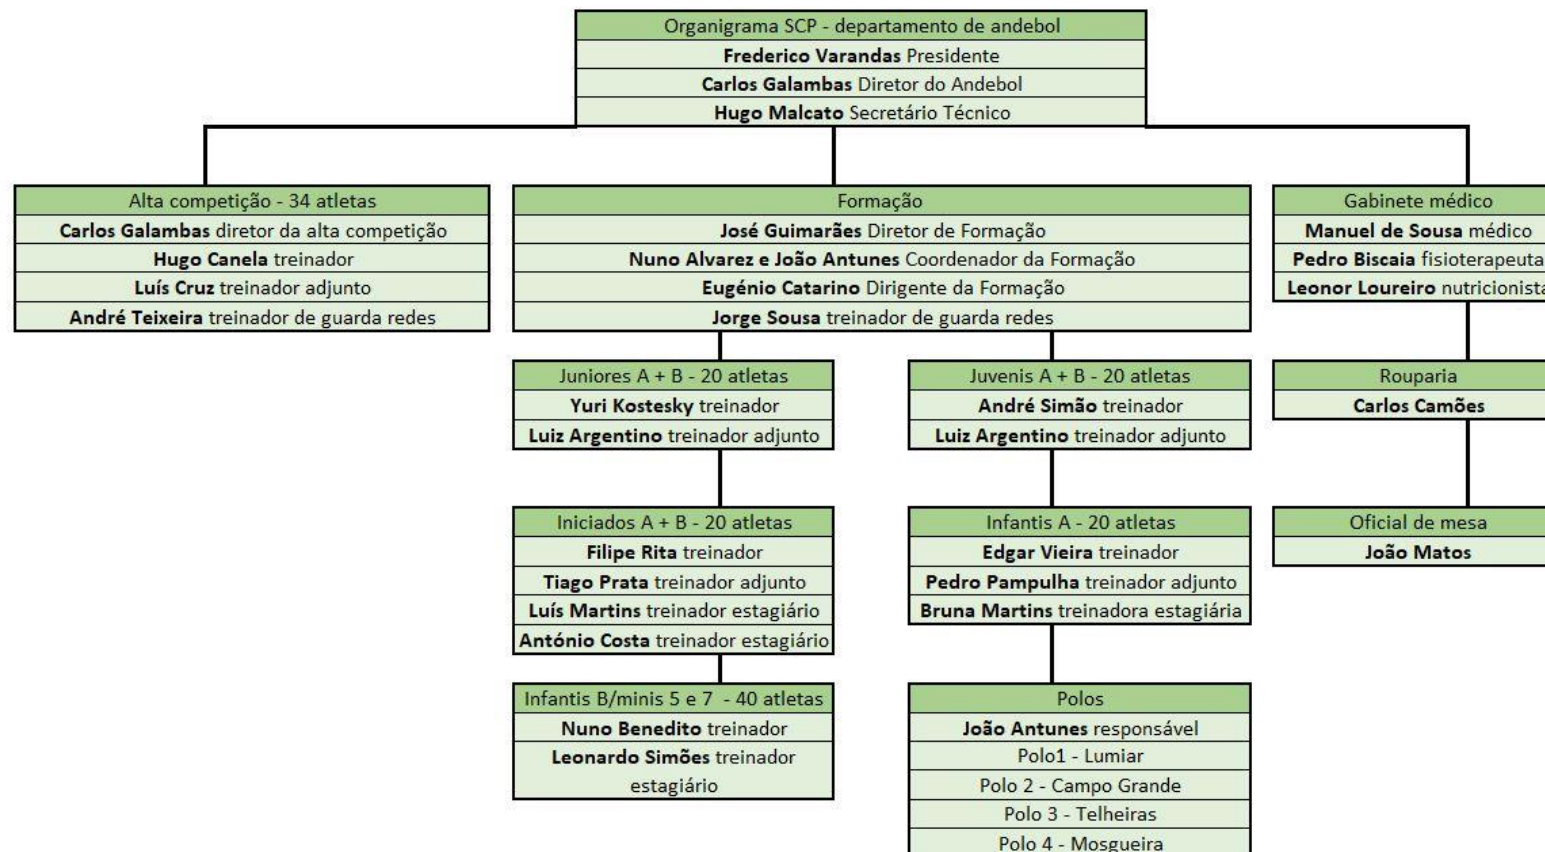 Organigrama SCP - departamento de andebol
Frederico Varandas Presidente
Carlos Galambas Diretor do Andebol
Hugo Malcato Secretário Técnico
Alta competição - 34 atletas
Carlos Galambas diretor da alta competição
Hugo Canela treinador
Luís Cruz treinador adjunto
André Teixeira treinador de guarda redes
Formação
José Guimarães Diretor de Formação
Nuno Alvarez e João Antunes Coordenador da Formação
Eugénio Catarino Dirigente da Formação
Jorge Sousa treinador de guarda redes
Gabinete médico
Manuel de Sousa médico
Pedro Biscaia fisioterapeuta
Leonor Loureiro nutricionista
Juniores A + B - 20 atletas
Yuri Kostesky treinador
Luiz Argentino treinador adjunto
Juvenis A + B - 20 atletas
André Simão treinador
Luiz Argentino treinador adjunto
Rouparia
Carlos Camões
Iniciados A + B - 20 atletas
Filipe Rita treinador
Tiago Prata treinador adjunto
Luís Martins treinador estagiário
António Costa treinador estagiário
Infantis A - 20 atletas
Edgar Vieira treinador
Pedro Pampulha treinador adjunto
Bruna Martins treinadora estagiária
Oficial de mesa
João Matos
Infantis B/minis 5 e 7 - 40 atletas
Nuno Benedito treinador
Leonardo Simões treinador
estagiário
Polos
João Antunes responsável
Polo1 - Lumiar
Polo 2 - Campo Grande
Polo 3 - Telheiras
Polo 4 - Mosgueira